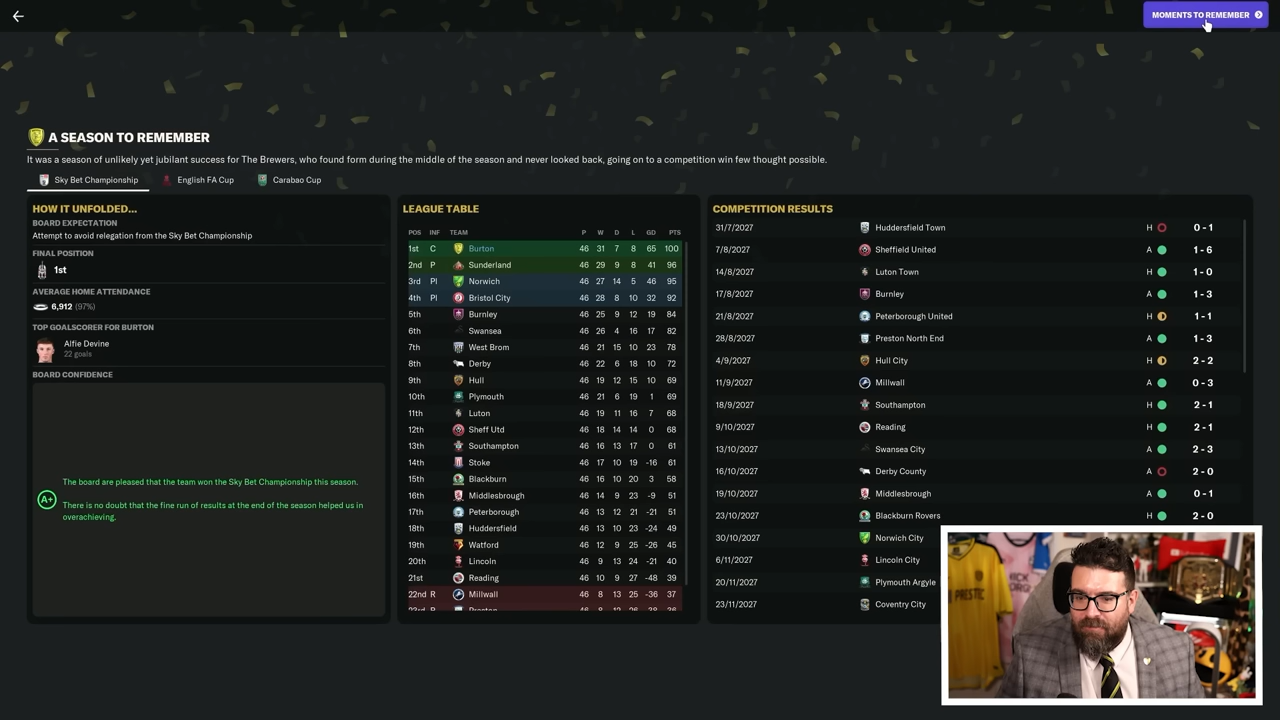 MOMENTS TO REMEMBER
A SEASON TO REMEMBER
It was a season of unlikely yet jubilant success for The Brewers, who found form during the middle of the season and never looked back, going on to a competition win few thought possible.
Sky Bet Championship English FA Cup Carabao Cup
HOW IT UNFOLDED...
BOARD EXPECTATION
Attempt to avoid relegation from the Sky Bet Championship
FINAL POSITION
1st
AVERAGE HOME ATTENDANCE
6,912 (97%)
TOP GOALSCORER FOR BURTON
Alfie Devine
22 goals
BOARD CONFIDENCE
A+
The board are pleased that the team won the Sky Bet Championship this season.
There is no doubt that the fine run of results at the end of the season helped us in
overachieving.
LEAGUE TABLE
POS INF TEAM P W D L GD PTS
1st C Burton 46 31 7 8 65 100
2nd P Sunderland 46 29 9 8 41 96
3rd Pl Norwich 46 27 14 5 46 95
4th Pl Bristol City 46 28 8 10 32 92
5th Burnley 46 25 9 12 19 84
6th Swansea 46 26 4 16 17 82
7th West Brom 46 21 15 10 23 78
8th Derby 46 22 6 18 10 72
9th Hull 46 19 12 15 10 69
10th Plymouth 46 21 6 19 1 69
11th Luton 46 19 11 16 7 68
12th Sheff Utd 46 18 14 14 0 68
13th Southampton 46 16 13 17 0 61
14th Stoke 46 17 10 19 -16 61
15th Blackburn 46 16 10 20 3 58
16th Middlesbrough 46 14 9 23 -9 51
17th Peterborough 46 13 12 21 -21 51
18th Huddersfield 46 13 10 23 -24 49
19th Watford 46 12 9 25 -26 45
20th Lincoln 46 9 13 24 -21 40
21st Reading 46 10 9 27 -48 39
22nd R Millwall 46 8 13 25 -36 37
23rd R Preston 46 8 12 26 -38 36
COMPETITION RESULTS
31/7/2027 Huddersfield Town H 0 - 1
7/8/2027 Sheffield United A 1 - 6
14/8/2027 Luton Town H 1 - 0
17/8/2027 Burnley A 1 - 3
21/8/2027 Peterborough United H 1 - 1
28/8/2027 Preston North End A 1 - 3
4/9/2027 Hull City H 2 - 2
11/9/2027 Millwall A 0 - 3
18/9/2027 Southampton H 2 - 1
9/10/2027 Reading H 2 - 1
13/10/2027 Swansea City A 2 - 3
16/10/2027 Derby County A 2 - 0
19/10/2027 Middlesbrough A 0 - 1
23/10/2027 Blackburn Rovers H 2 - 0
30/10/2027 Norwich City
6/11/2027 Lincoln City
20/11/2027 Plymouth Argyle
23/11/2027 Coventry City
PRESTIC